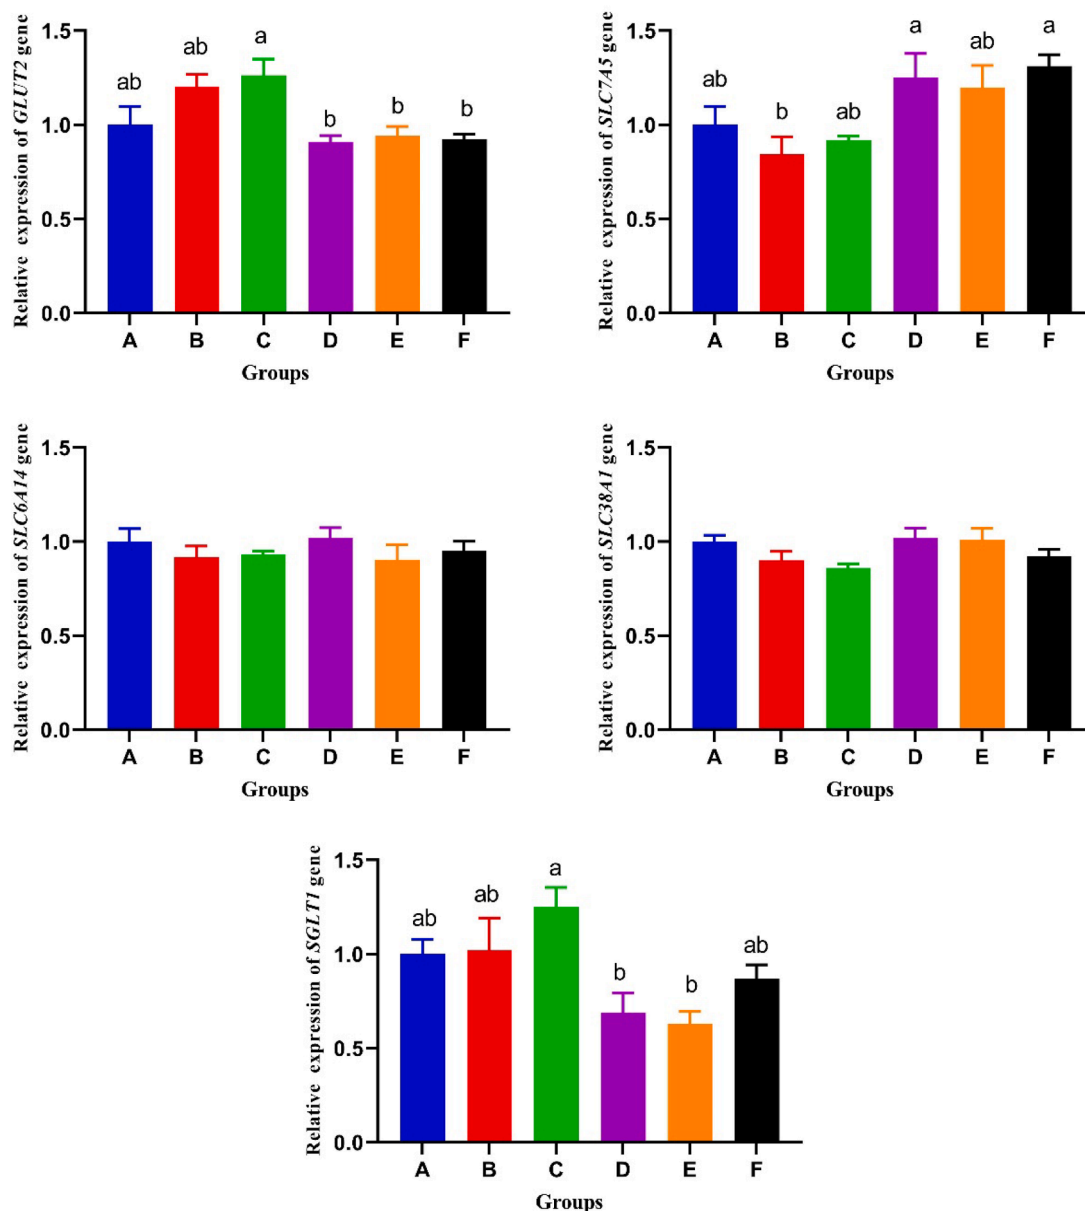 Relative expression of GLUT2 gene
1.5
1.0
0.5
0.0
ab
ab
a
b
b
b
A B C D E F
Groups
Relative expression of SLC7A5 gene
1.5
1.0
0.5
0.0
ab
b
ab
a
ab
a
A B C D E F
Groups
Relative expression of SLC6A14 gene
1.5
1.0
0.5
0.0
A B C D E F
Groups
Relative expression of SLC38A1 gene
1.5
1.0
0.5
0.0
A B C D E F
Groups
Relative expression of SGLT1 gene
1.5
1.0
0.5
0.0
ab
ab
a
b
b
ab
A B C D E F
Groups